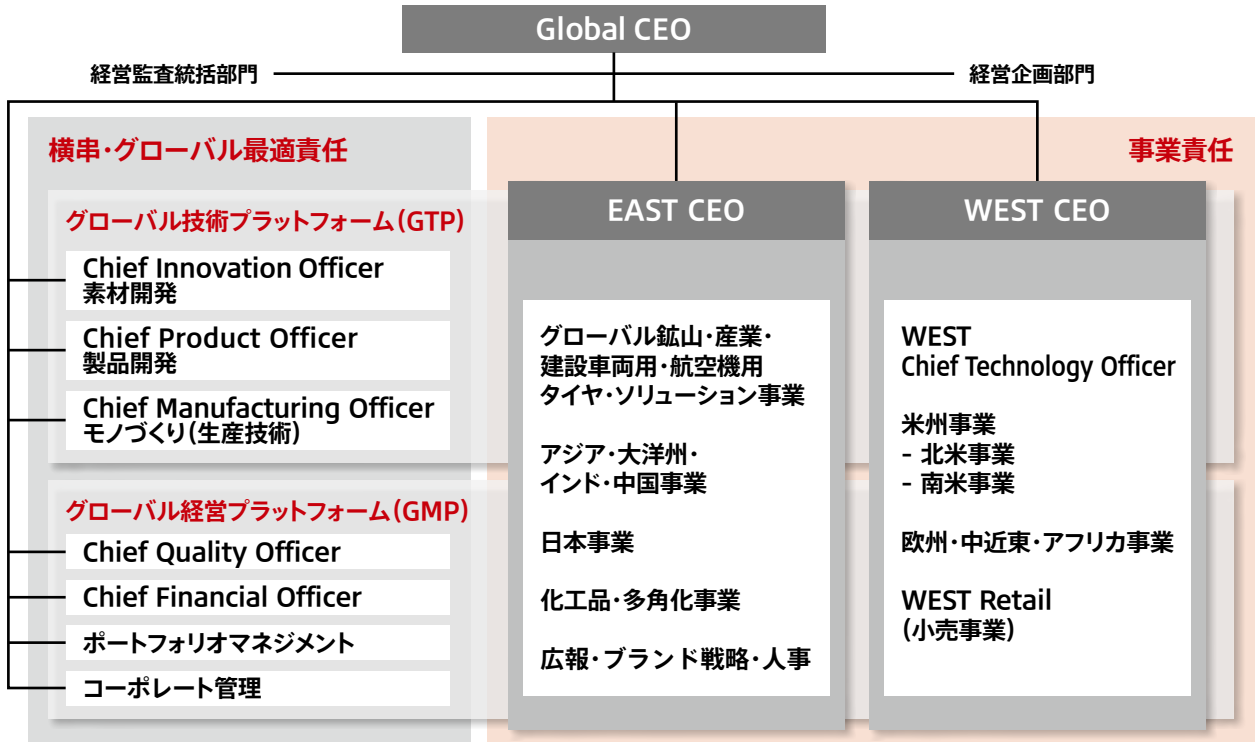 Global CEO
経営監査統括部門
経営企画部門
横串・グローバル最適責任
事業責任
グローバル技術プラットフォーム（GTP）
Chief Innovation Officer
素材開発
Chief Product Officer
製品開発
Chief Manufacturing Officer
モノづくり（生産技術）
グローバル経営プラットフォーム（GMP）
Chief Quality Officer
Chief Financial Officer
ポートフォリオマネジメント
コーポレート管理
EAST CEO
グローバル鉱山・産業・
建設車両用・航空機用
タイヤ・ソリューション事業
アジア・大洋州・
インド・中国事業
日本事業
化工品・多角化事業
広報・ブランド戦略・人事
WEST CEO
WEST
Chief Technology Officer
米州事業
- 北米事業
- 南米事業
欧州・中近東・アフリカ事業
WEST Retail
（小売事業）